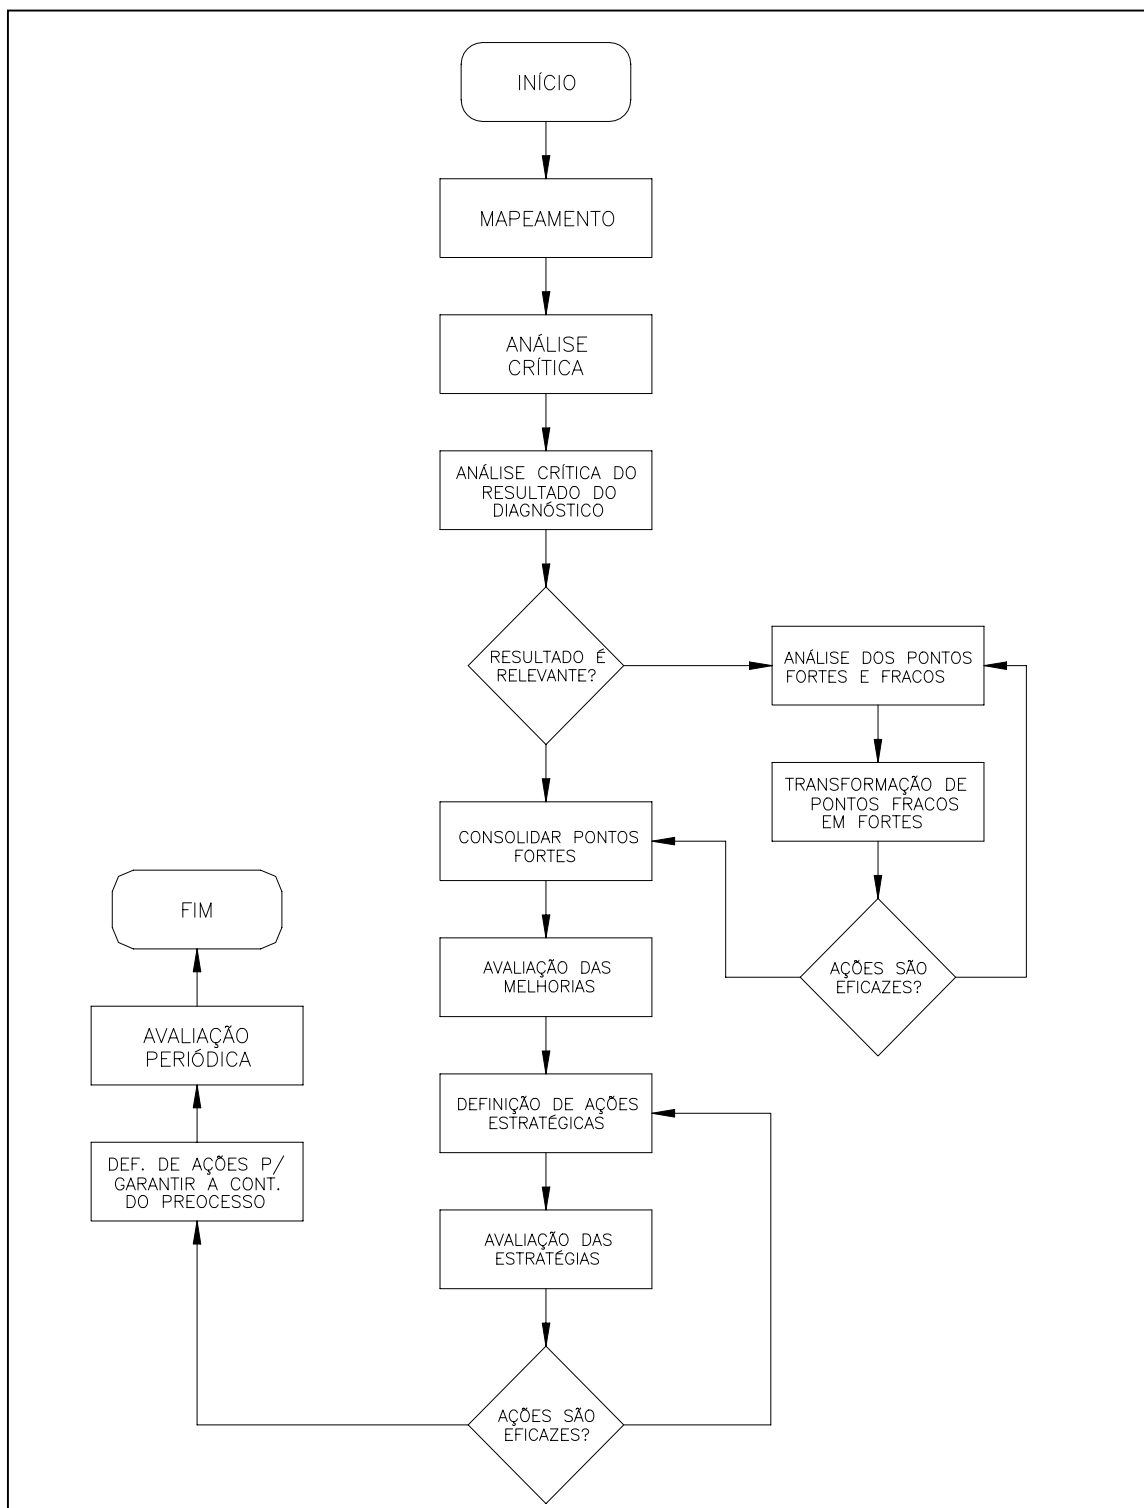 INÍCIO
MAPEAMENTO
ANÁLISE
CRÍTICA
ANÁLISE CRÍTICA DO
RESULTADO DO
DIAGNÓSTICO
RESULTADO É
RELEVANTE?
ANÁLISE DOS PONTOS
FORTES E FRACOS
TRANSFORMAÇÃO DE
PONTOS FRACOS
EM FORTES
AÇÕES SÃO
EFICAZES?
CONSOLIDAR PONTOS
FORTES
AVALIAÇÃO DAS
MELHORIAS
DEFINIÇÃO DE AÇÕES
ESTRATÉGICAS
AVALIAÇÃO DAS
ESTRATÉGIAS
AÇÕES SÃO
EFICAZES?
DEF. DE AÇÕES P/
GARANTIR A CONT.
DO PREOCESSO
AVALIAÇÃO
PERIÓDICA
FIM